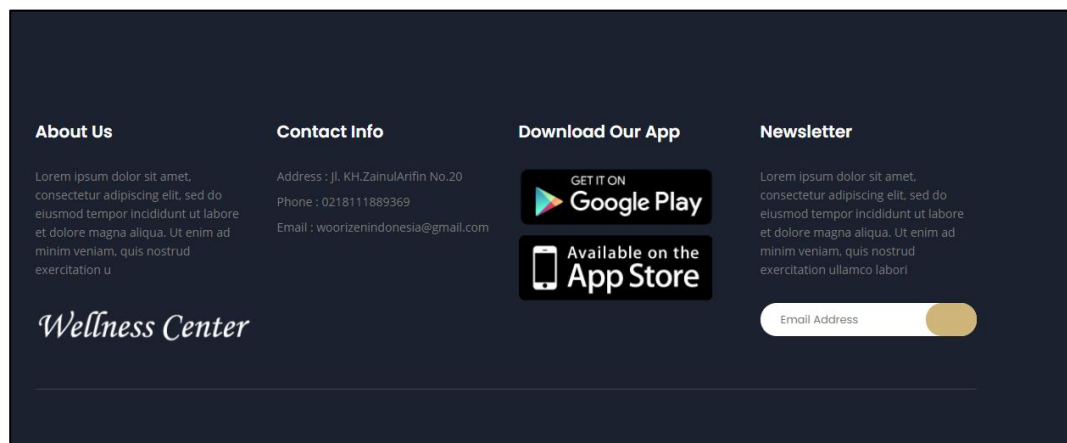 About Us
Lorem ipsum dolor sit amet,
consectetur adipiscing elit, sed do
eiusmod tempor incididunt ut labore
et dolore magna aliqua. Ut enim ad
minim veniam, quis nostrud
exercitation u
Wellness Center
Contact Info
Address : Jl. KH.ZainulArifin No.20
Phone : 0218111889369
Email : woorizenindonesia@gmail.com
Download Our App
GET IT ON
Google Play
Available on the
App Store
Newsletter
Lorem ipsum dolor sit amet,
consectetur adipiscing elit, sed do
eiusmod tempor incididunt ut labore
et dolore magna aliqua. Ut enim ad
minim veniam, quis nostrud
exercitation ullamco labori
Email Address